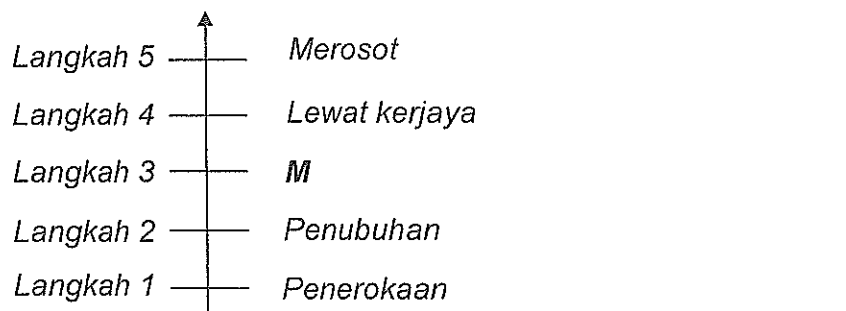 Langkah 5 Merosot
Langkah 4 Lewat kerjaya
Langkah 3 M
Langkah 2 Penubuhan
Langkah 1 Penerokaan